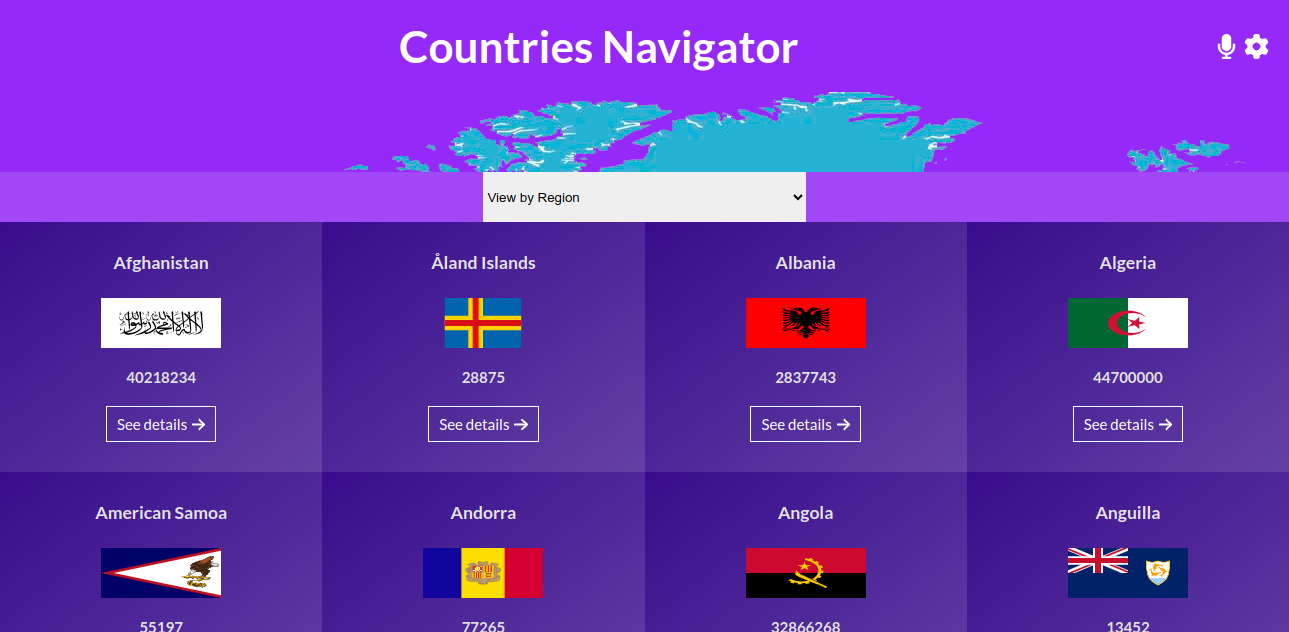 Countries Navigator
View by Region
Afghanistan
Åland Islands
Albania
Algeria
40218234
28875
2837743
44700000
See details →
See details →
See details →
See details →
American Samoa
Andorra
Angola
Anguilla
55197
77265
32866268
13452